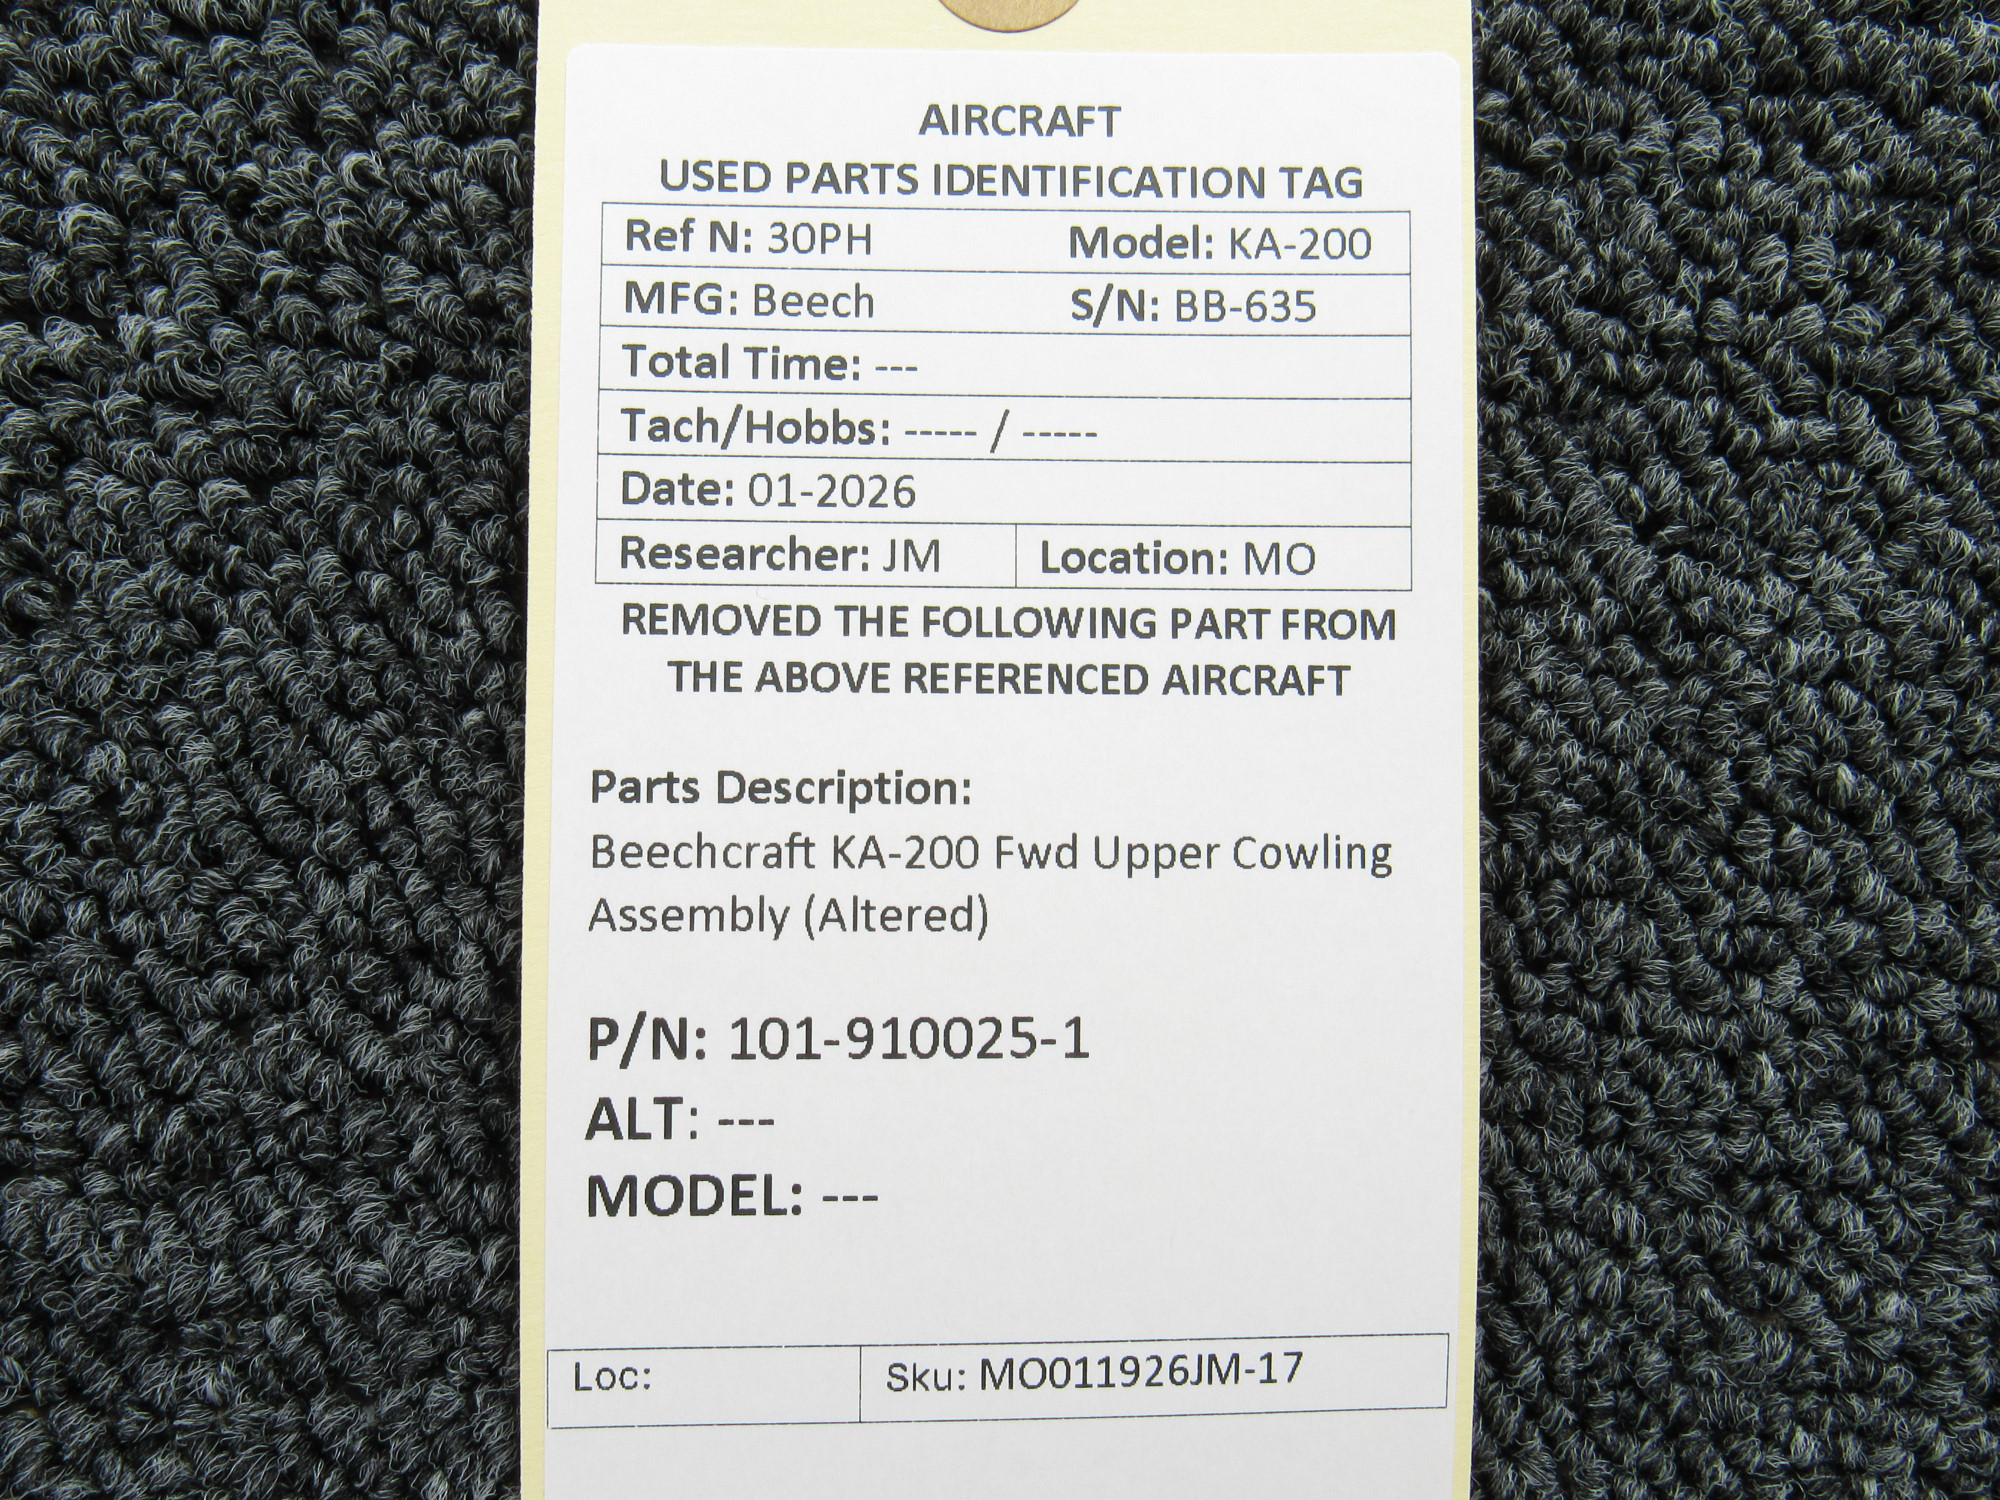 AIRCRAFT
USED PARTS IDENTIFICATION TAG
Ref N: 30PH Model: KA-200
MFG: Beech S/N: BB-635
Total Time: ---
Tach/Hobbs: ----- / -----
Date: 01-2026
Researcher: JM Location: MO
REMOVED THE FOLLOWING PART FROM
THE ABOVE REFERENCED AIRCRAFT
Parts Description:
Beechcraft KA-200 Fwd Upper Cowling
Assembly (Altered)
P/N: 101-910025-1
ALT: ---
MODEL: ---
Loc: Sku: MO011926JM-17